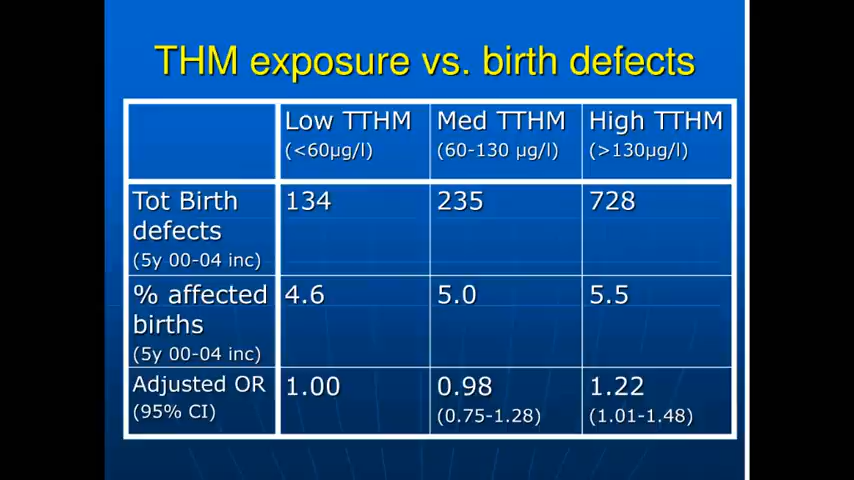 THM exposure vs. birth defects
Low TTHM
(<60µg/l)
Med TTHM
(60-130 µg/l)
High TTHM
(>130µg/l)
Tot Birth
defects
(5y 00-04 inc)
134
235
728
% affected
births
(5y 00-04 inc)
4.6
5.0
5.5
Adjusted OR
(95% CI)
1.00
0.98
(0.75-1.28)
1.22
(1.01-1.48)